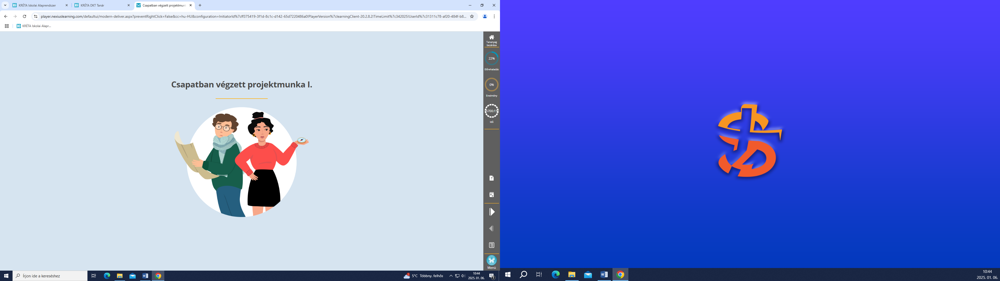 KRÉTA Iskolai Alaprendszer
KRÉTA DKT Tanár
Csapatban végzett projektmun
player.nexiuslearning.com/defaultui/modern-deliver.aspx?preventRightClick=False&cc=hu-HU&configuration=InitiatorId%7cff375419-3f1d-8c1c-d142-65d7220486a0!PlayerVersion%7clearningClient-20.2.8.2!TimeLimit%7c342025!UserId%7c31311c78-af20-484f-b8...
KRÉTA Iskolai Alapr...
Tananyag
bezárása
22%
Előrehaladás
0%
Eredmény
5700:15
Idő
Csapatban végzett projektmunka I.
Menü
Írjon ide a kereséshez
5°C Többny. felhős
10:44
2025. 01. 06.
1
10:44
2025. 01. 06.